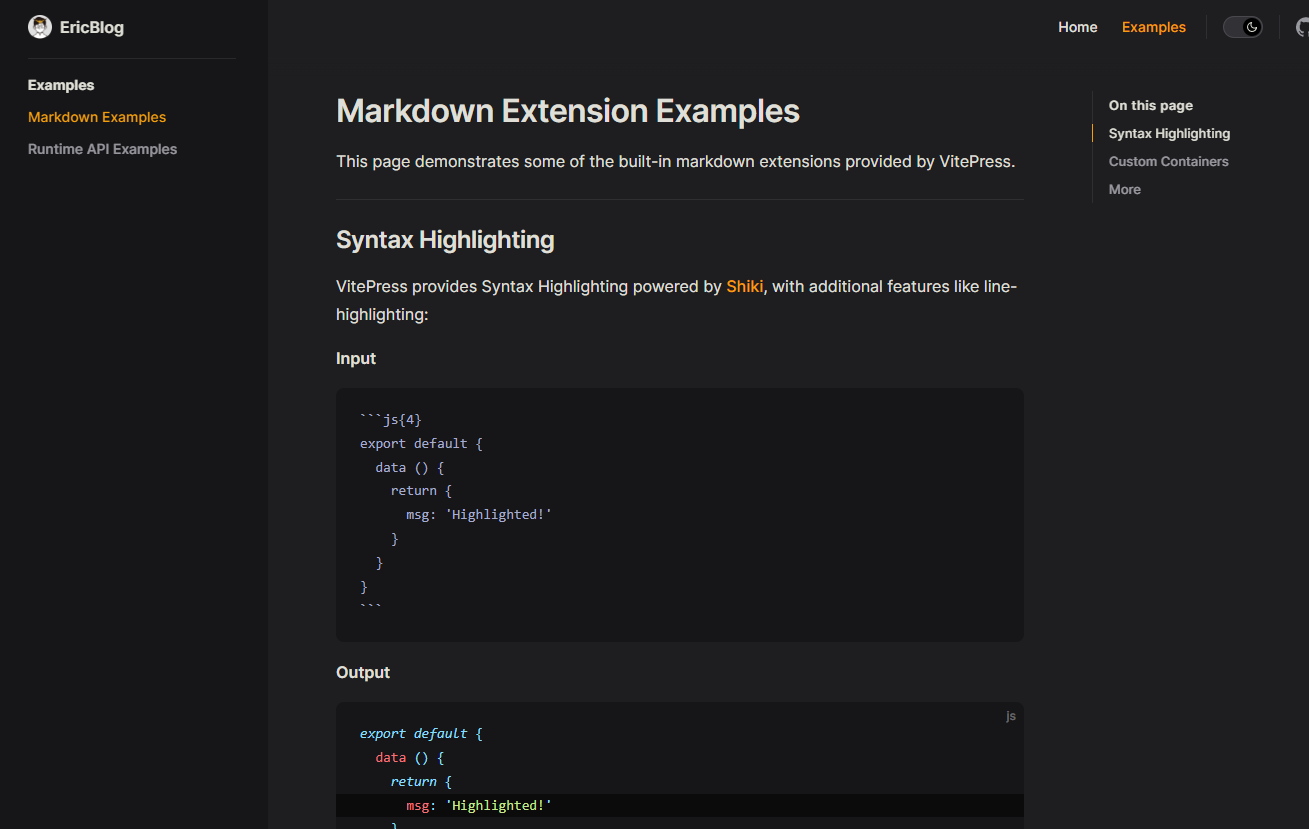 EricBlog
Home
Examples
Examples
Markdown Examples
Runtime API Examples
Markdown Extension Examples
This page demonstrates some of the built-in markdown extensions provided by VitePress.
Syntax Highlighting
VitePress provides Syntax Highlighting powered by Shiki, with additional features like line-
highlighting:
Input
```js{4}
export default {
  data () {
    return {
      msg: 'Highlighted!'
    }
  }
}
```
Output
js
export default {
  data () {
    return {
      msg: 'Highlighted!'
    }
On this page
Syntax Highlighting
Custom Containers
More